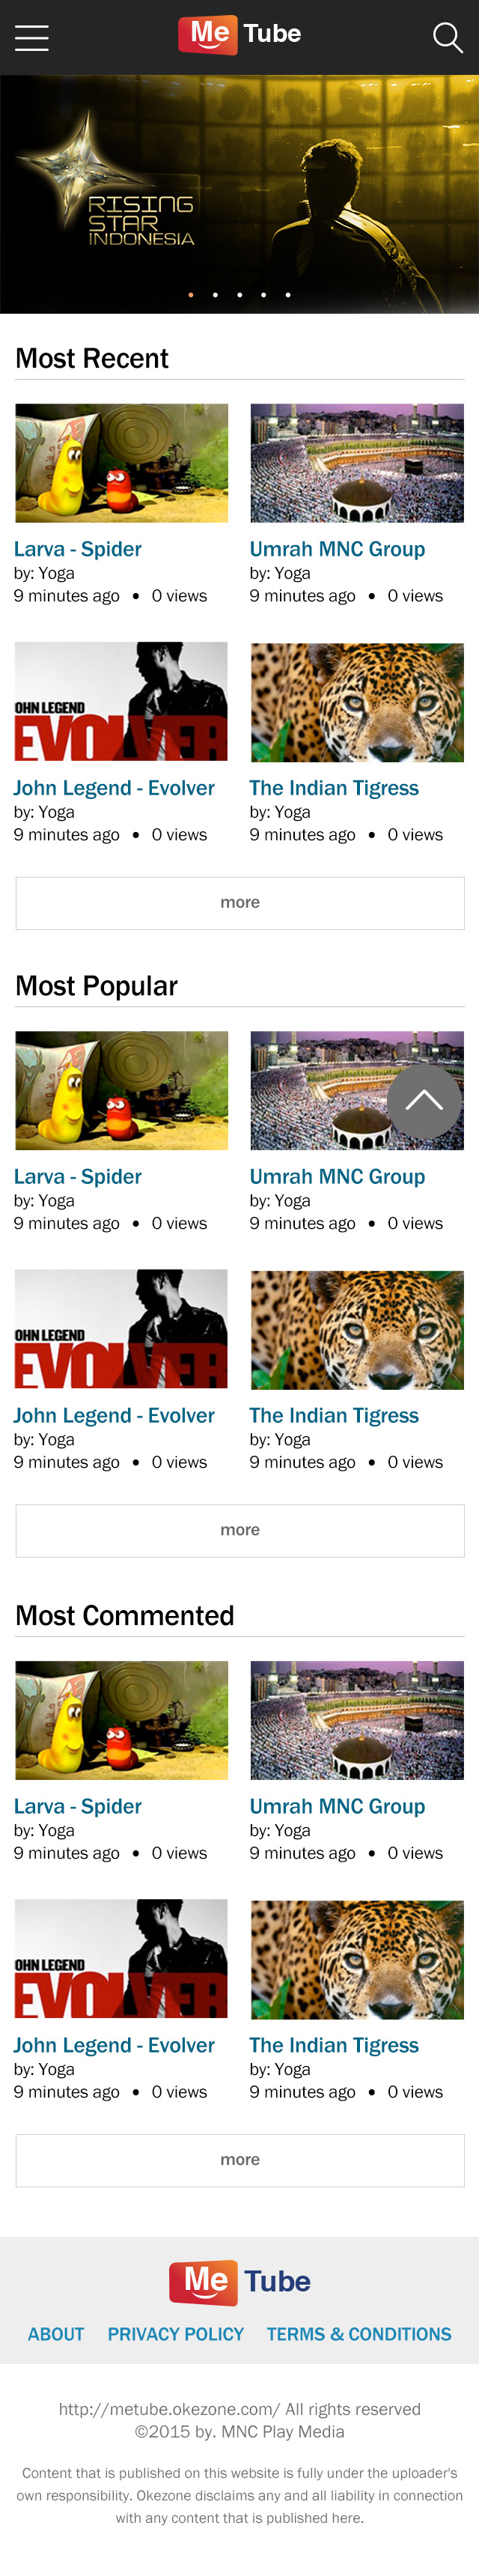 Me Tube
RISING
STAR
INDONESIA
Most Recent
Larva - Spider
by: Yoga
9 minutes ago • 0 views
Umrah MNC Group
by: Yoga
9 minutes ago • 0 views
OHN LEGEND
EVOLVER
John Legend - Evolver
by: Yoga
9 minutes ago • 0 views
The Indian Tigress
by: Yoga
9 minutes ago • 0 views
more
Most Popular
Larva - Spider
by: Yoga
9 minutes ago • 0 views
Umrah MNC Group
by: Yoga
9 minutes ago • 0 views
OHN LEGEND
EVOLVER
John Legend - Evolver
by: Yoga
9 minutes ago • 0 views
The Indian Tigress
by: Yoga
9 minutes ago • 0 views
more
Most Commented
Larva - Spider
by: Yoga
9 minutes ago • 0 views
Umrah MNC Group
by: Yoga
9 minutes ago • 0 views
OHN LEGEND
EVOLVER
John Legend - Evolver
by: Yoga
9 minutes ago • 0 views
The Indian Tigress
by: Yoga
9 minutes ago • 0 views
more
Me Tube
ABOUT PRIVACY POLICY TERMS & CONDITIONS
http://metube.okezone.com/ All rights reserved
©2015 by. MNC Play Media
Content that is published on this website is fully under the uploader's
own responsibility. Okezone disclaims any and all liability in connection
with any content that is published here.